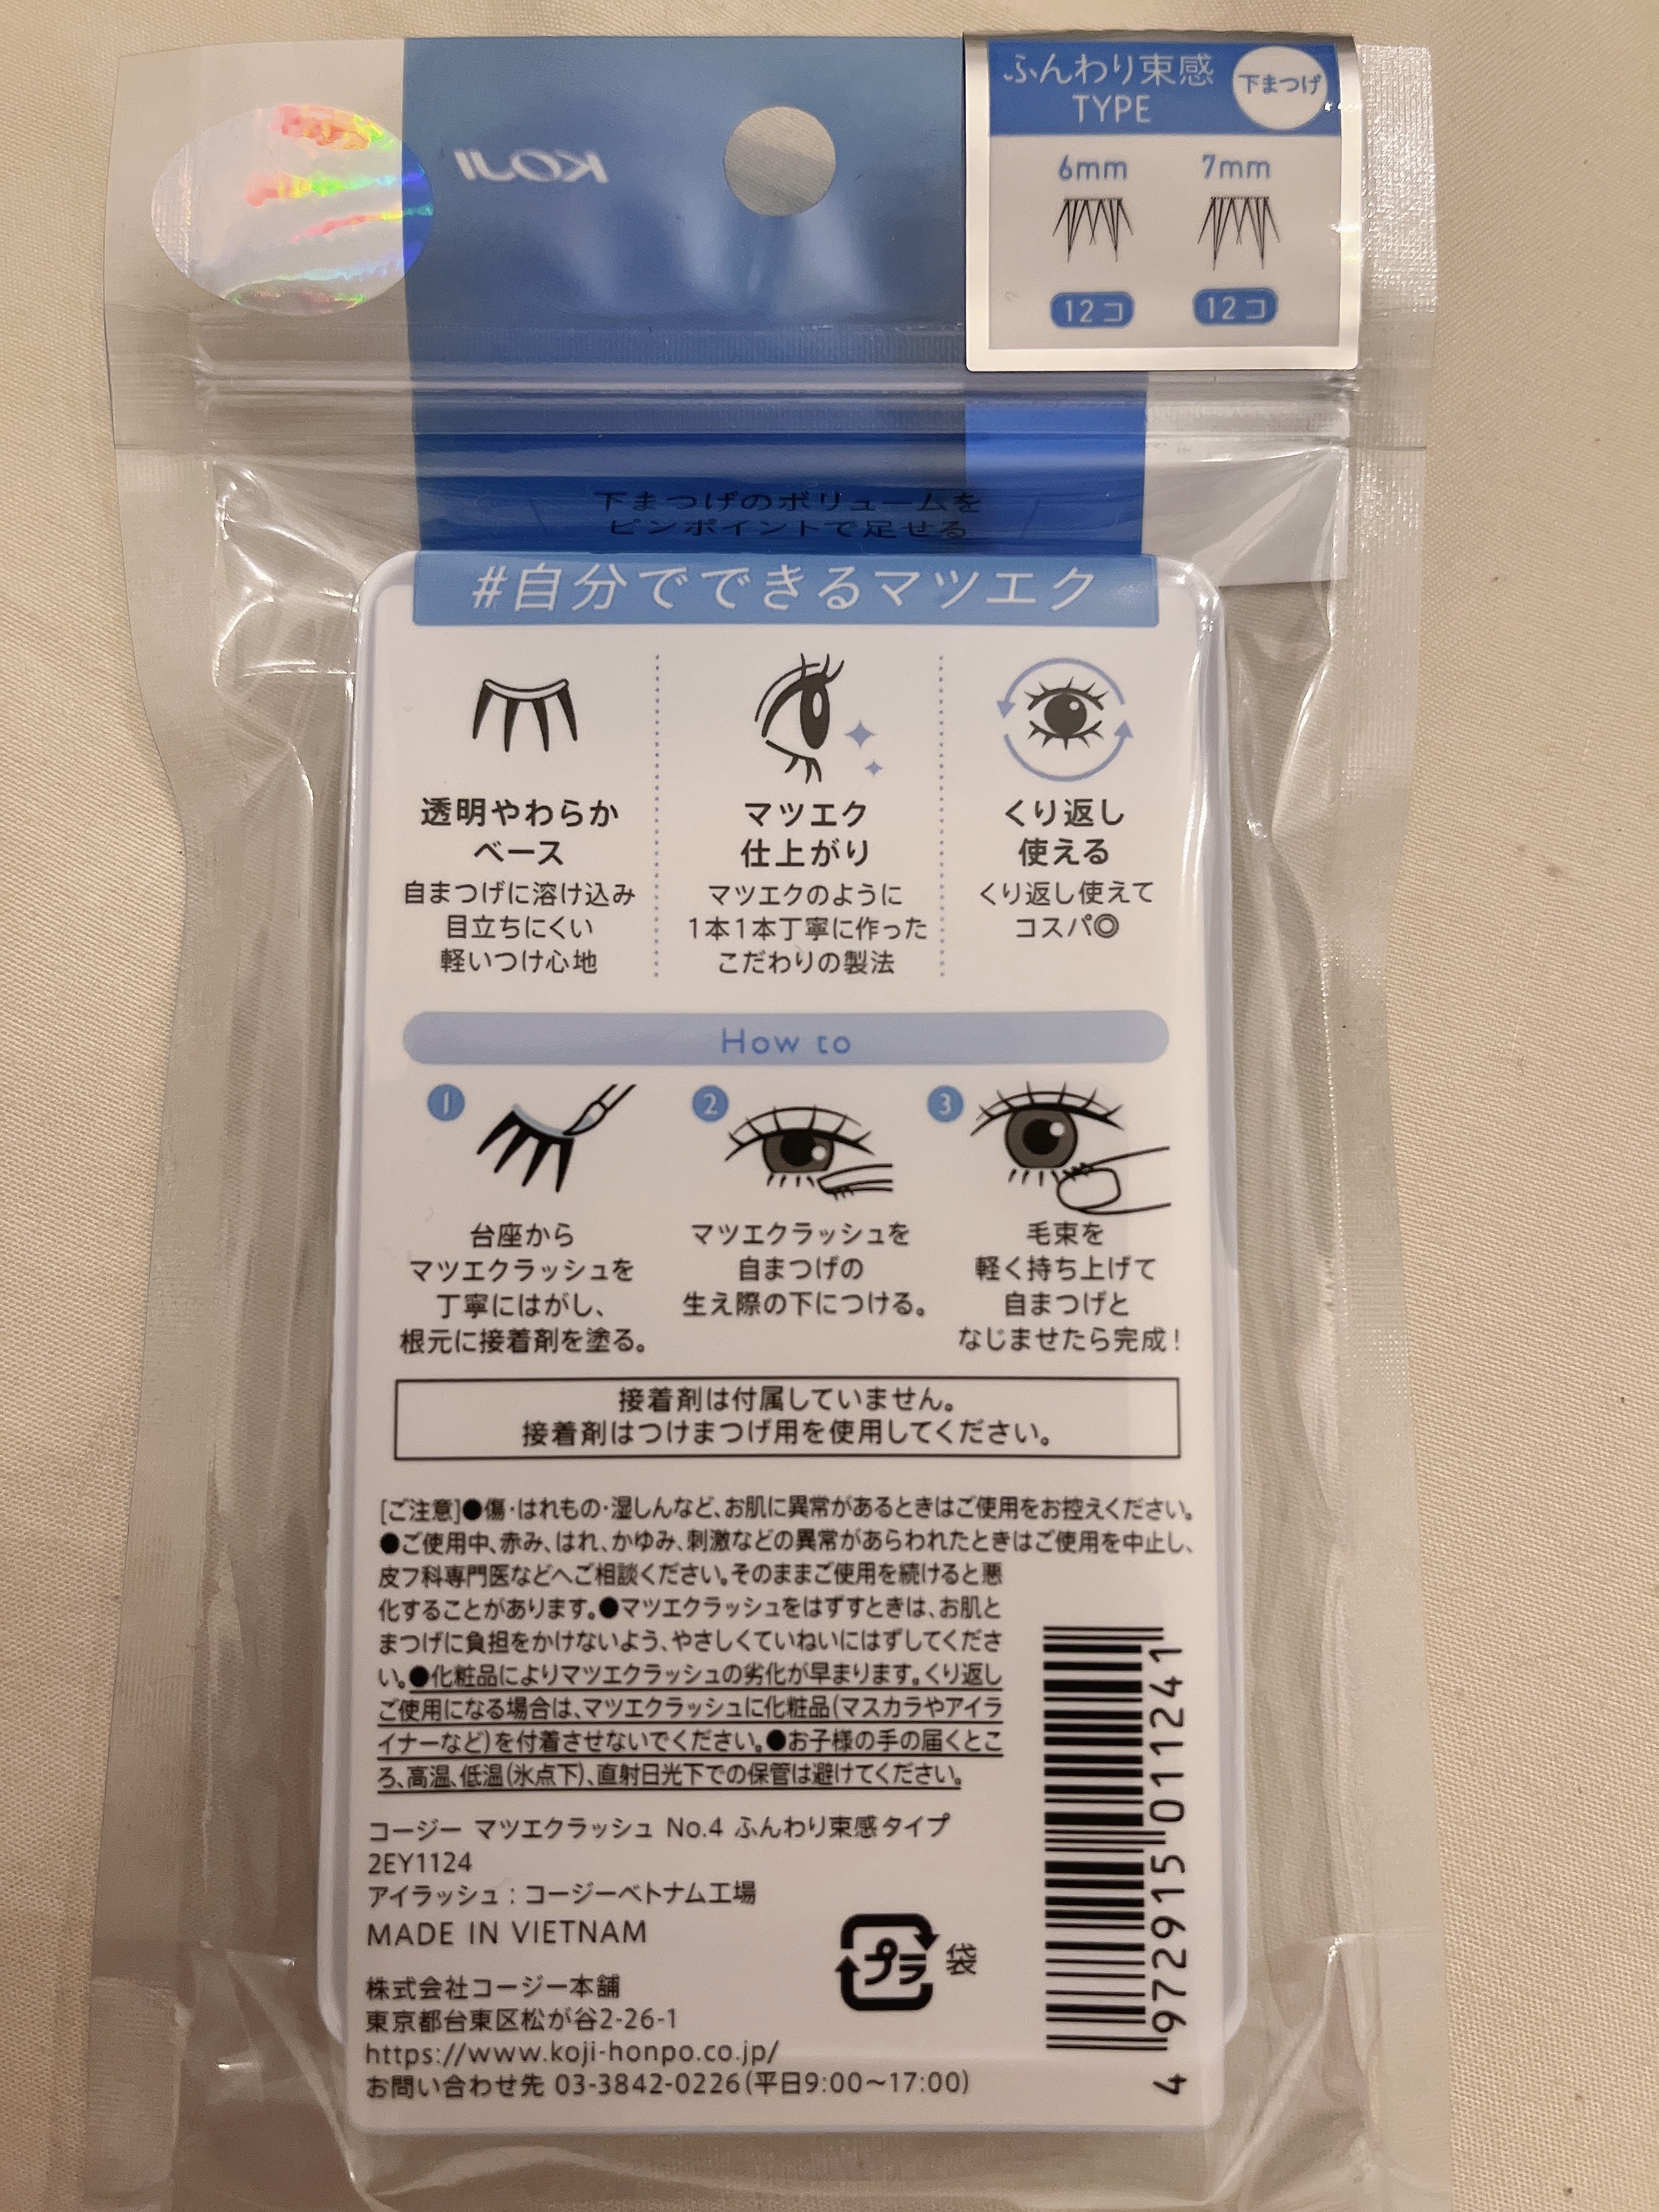 KOJI
ふんわり束感
TYPE
下まつげ
6mm
7mm
12コ
12コ
下まつげのボリュームを
ピンポイントで足せる
#自分でできるマツエク
透明やわらか
ベース
自まつげに溶け込み
目立ちにくい
軽いつけ心地
マツエク
仕上がり
マツエクのように
1本1本丁寧に作った
こだわりの製法
くり返し
使える
くり返し使えて
コスパ◎
How to
1
台座から
マツエクラッシュを
丁寧にはがし、
根元に接着剤を塗る。
2
マツエクラッシュを
自まつげの
生え際の下につける。
3
毛束を
軽く持ち上げて
自まつげと
なじませたら完成!
接着剤は付属していません。
接着剤はつけまつげ用を使用してください。
[ご注意]●傷・はれもの・湿しんなど、お肌に異常があるときはご使用をお控えください。
●ご使用中、赤み、はれ、かゆみ、刺激などの異常があらわれたときはご使用を中止し、
皮フ科専門医などへご相談ください。そのままご使用を続けると悪
化することがあります。●マツエクラッシュをはずすときは、お肌と
まつげに負担をかけないよう、やさしくていねいにはずしてくださ
い。●化粧品によりマツエクラッシュの劣化が早まります。くり返し
ご使用になる場合は、マツエクラッシュに化粧品(マスカラやアイラ
イナーなど)を付着させないでください。●お子様の手の届くとこ
ろ、高温、低温(氷点下)、直射日光下での保管は避けてください。
コージー マツエクラッシュ No.4 ふんわり束感タイプ
2EY1124
アイラッシュ:コージーベトナム工場
MADE IN VIETNAM
プラ
袋
株式会社コージー本舗
東京都台東区松が谷2-26-1
https://www.koji-honpo.co.jp/
お問い合わせ先 03-3842-0226(平日9:00〜17:00)
4 972915 011241